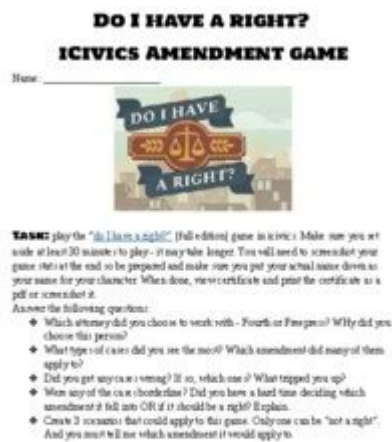 DO I HAVE A RIGHT?
ICIVICS AMENDMENT GAME
Name: ____________________
DO I HAVE
A RIGHT?
TASK: play the "do I have a right?" (full edition) game in icivics. Make sure you set
aside at least 30 minutes to play - it may take longer. You will need to screenshot your
game stats at the end so be prepared and make sure you put your actual name down as
your name for your character. When done, view certificate and print the certificate as a
pdf or screenshot it.
Answer the following questions:
❖ Which attorney did you choose to work with - Fourth or Freepress? WHy did you
choose this person?
❖ What types of cases did you see the most? Which amendment did many of them
apply to?
❖ Did you get any cases wrong? If so, which one? What tripped you up?
❖ Were any of the cases borderline? Did you have a hard time deciding which
amendment it fell into OR if it should be a right? Explain.
❖ Create 3 scenarios that could apply to this game. Only one can be "not a right".
And you must tell me which amendment it would apply to.